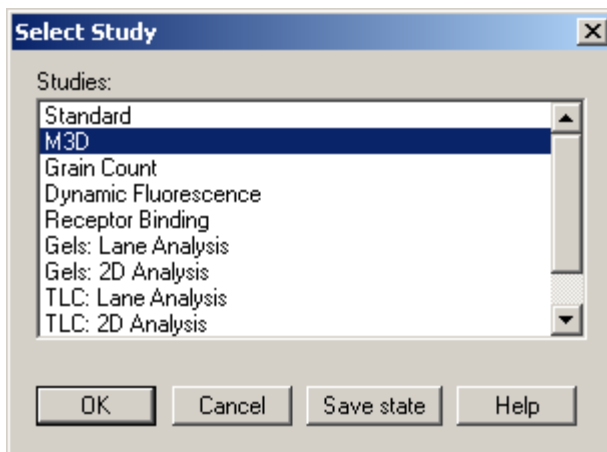 Select Study
Studies:
Standard
M3D
Grain Count
Dynamic Fluorescence
Receptor Binding
Gels: Lane Analysis
Gels: 2D Analysis
TLC: Lane Analysis
TLC: 2D Analysis
OK Cancel Save state Help